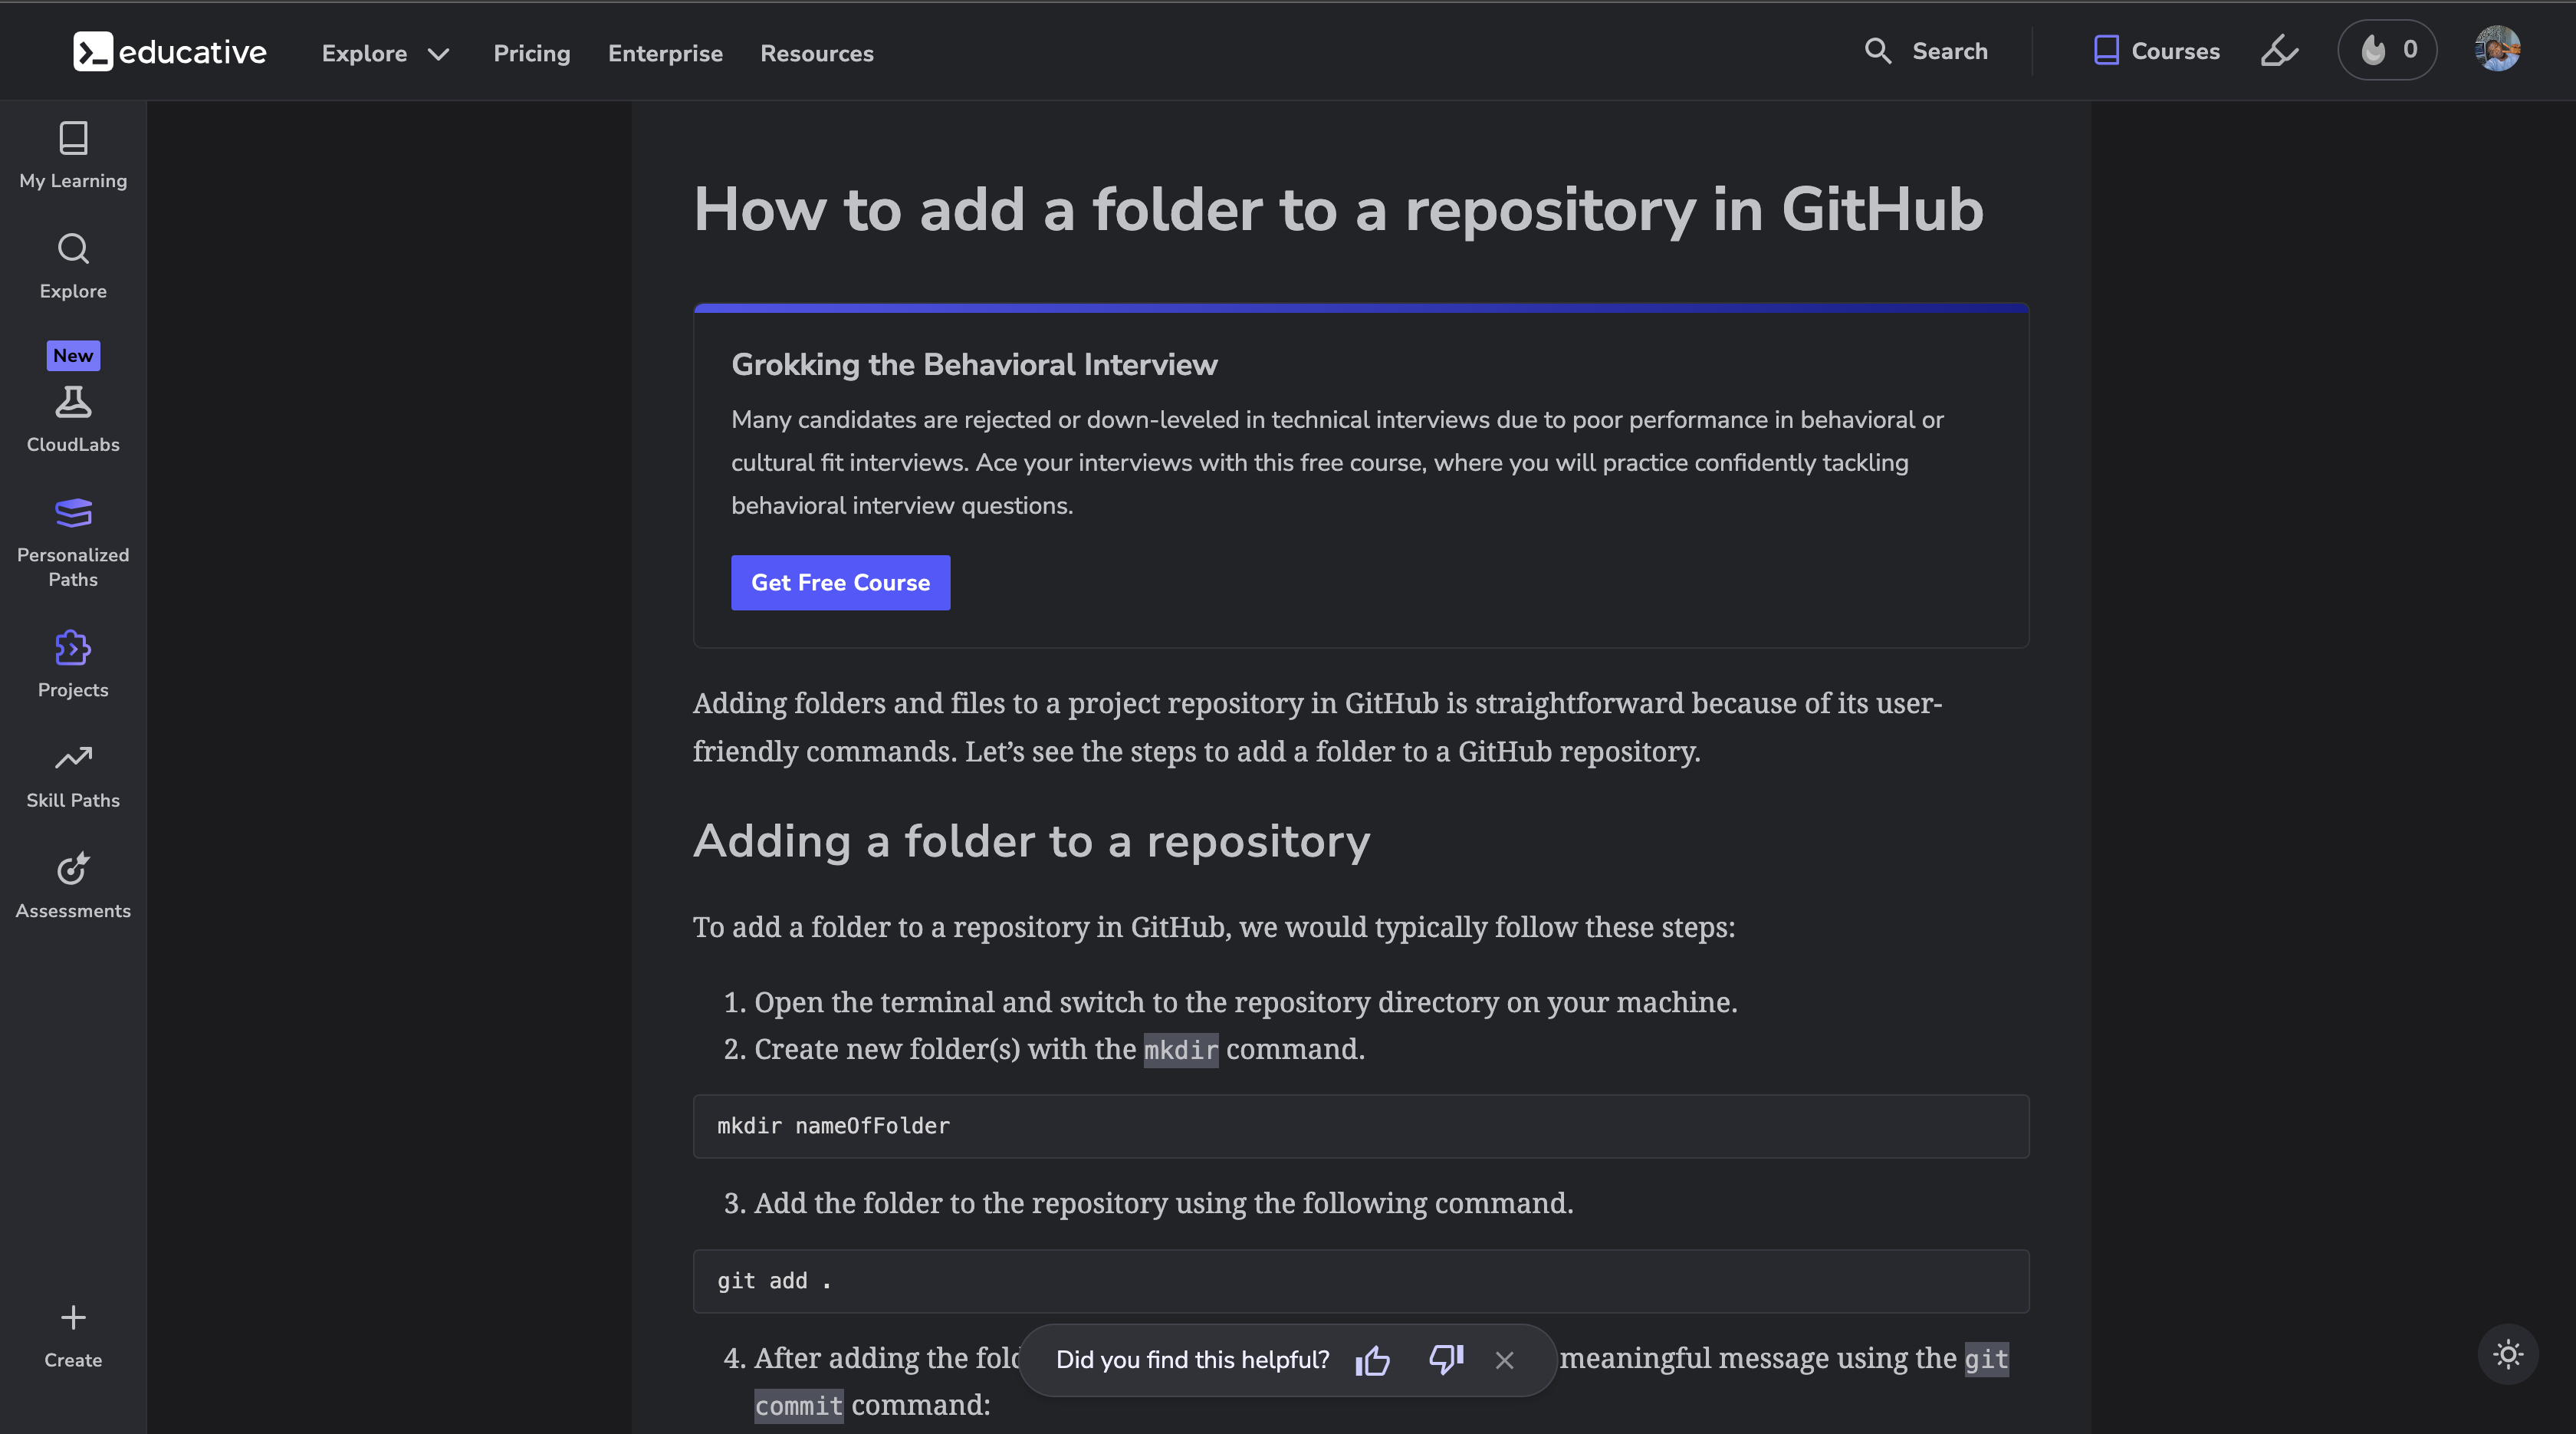 educative
Explore
Pricing
Enterprise
Resources
Search
Courses
0
My Learning
Explore
New
CloudLabs
Personalized
Paths
Projects
Skill Paths
Assessments
Create
How to add a folder to a repository in GitHub
Grokking the Behavioral Interview
Many candidates are rejected or down-leveled in technical interviews due to poor performance in behavioral or
cultural fit interviews. Ace your interviews with this free course, where you will practice confidently tackling
behavioral interview questions.
Get Free Course
Adding folders and files to a project repository in GitHub is straightforward because of its user-
friendly commands. Let’s see the steps to add a folder to a GitHub repository.
Adding a folder to a repository
To add a folder to a repository in GitHub, we would typically follow these steps:
1. Open the terminal and switch to the repository directory on your machine.
2. Create new folder(s) with the mkdir command.
mkdir nameOfFolder
3. Add the folder to the repository using the following command.
git add .
4. After adding the meaningful message using the git
commit command:
Did you find this helpful?